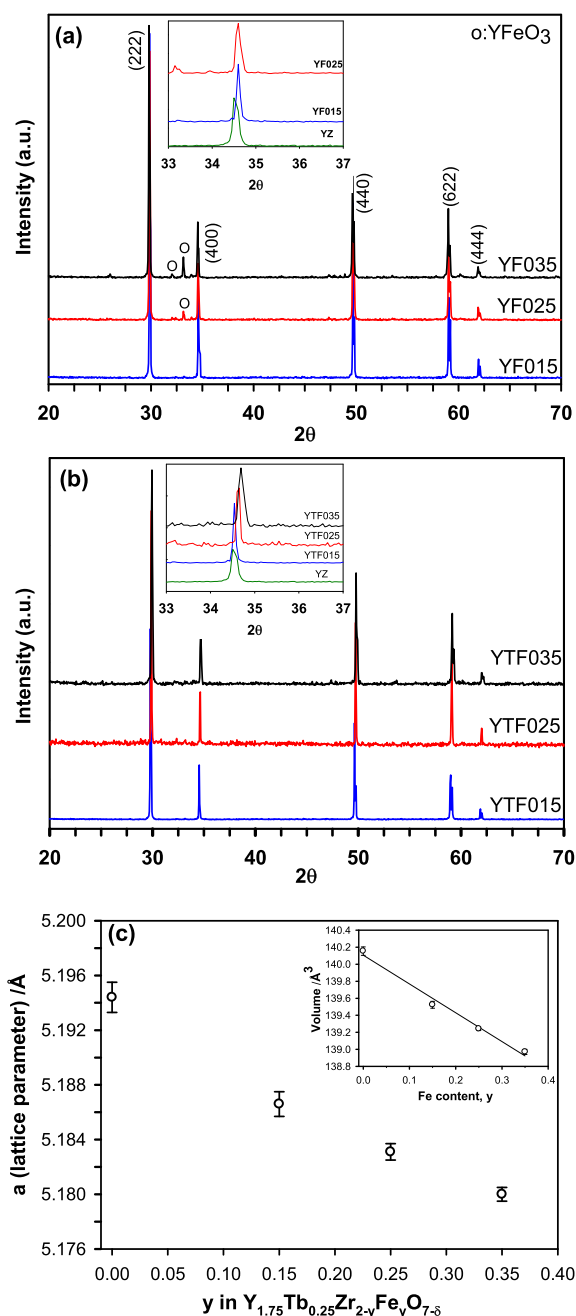 (a)
o:YFeO3
(222)
YF025
YF015
YZ
33 34 35 36 37
2θ
(400)
(440)
(622)
(444)
O O
O
YF035
YF025
YF015
Intensity (a.u.)
20 30 40 50 60 70
2θ
(b)
YTF035
YTF025
YTF015
YZ
33 34 35 36 37
2θ
YTF035
YTF025
YTF015
Intensity (a.u.)
20 30 40 50 60 70
2θ
(c)
5.200
5.196
5.192
5.188
5.184
5.180
5.176
a (lattice parameter) /Å
140.4
140.2
140.0
139.8
139.6
139.4
139.2
139.0
138.8
Volume /Å3
0.0 0.1 0.2 0.3 0.4
Fe content, y
0.00 0.05 0.10 0.15 0.20 0.25 0.30 0.35 0.40
y in Y1.75Tb0.25Zr2-yFeyO7-δ